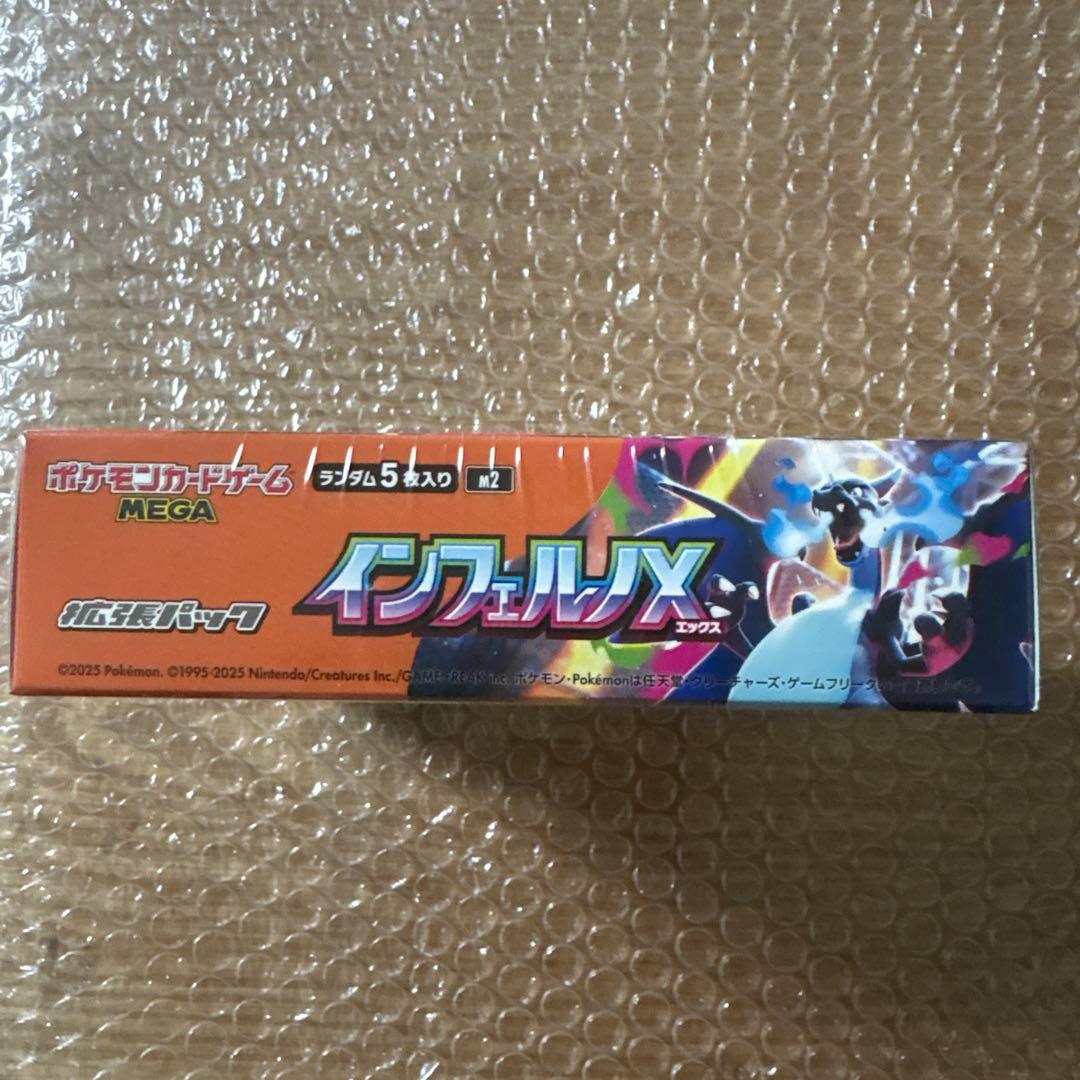 ポケモンカードゲーム
MEGA
ランダム5枚入り
M2
拡張パック
インフェルノX
エックス
©2025 Pokémon. ©1995-2025 Nintendo/Creatures Inc./GAME FREAK inc. ポケモン・Pokémonは任天堂・クリーチャーズ・ゲームフリークの